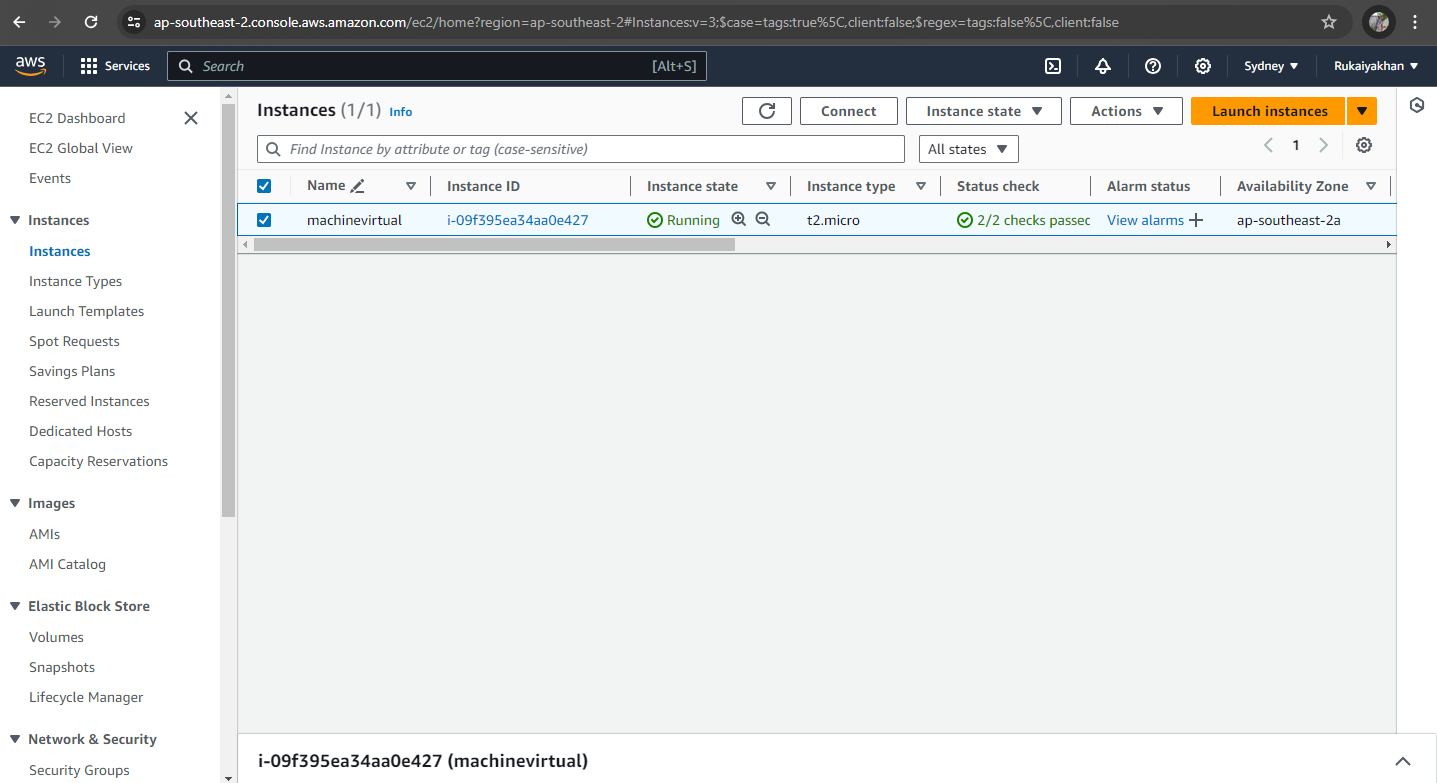 ap-southeast-2.console.aws.amazon.com/ec2/home?region=ap-southeast-2#Instances:v=3;$case=tags:true%5C,client:false;$regex=tags:false%5C,client:false
aws
Services
Search
[Alt+S]
Sydney
Rukaiyakhan
EC2 Dashboard
EC2 Global View
Events
Instances
Instances
Instance Types
Launch Templates
Spot Requests
Savings Plans
Reserved Instances
Dedicated Hosts
Capacity Reservations
Images
AMIs
AMI Catalog
Elastic Block Store
Volumes
Snapshots
Lifecycle Manager
Network & Security
Security Groups
Instances (1/1) Info
Connect
Instance state
Actions
Launch instances
Find Instance by attribute or tag (case-sensitive)
All states
1
Name Instance ID Instance state Instance type Status check Alarm status Availability Zone
machinevirtual i-09f395ea34aa0e427 Running t2.micro 2/2 checks passec View alarms ap-southeast-2a
i-09f395ea34aa0e427 (machinevirtual)